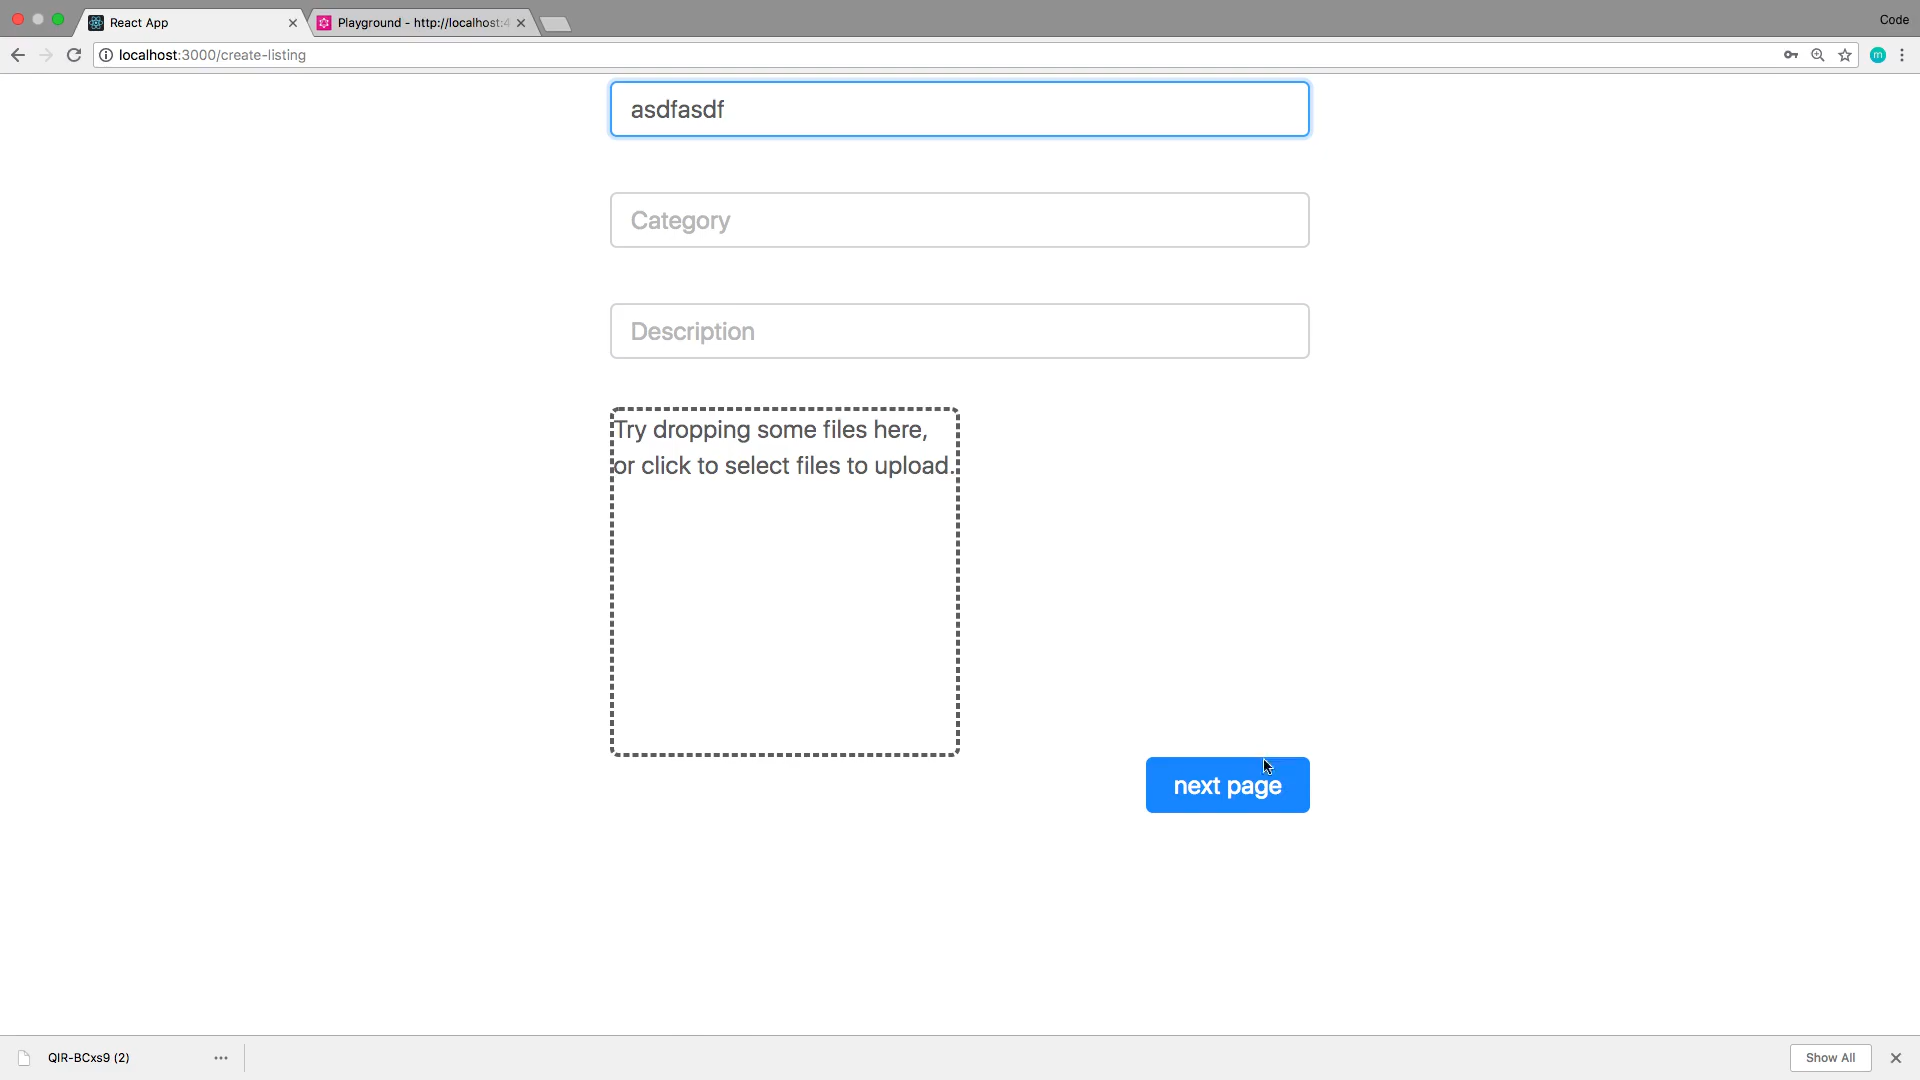 React App
Playground - http://localhost:4
Code
localhost:3000/create-listing
m
asdfasdf
Category
Description
Try dropping some files here,
or click to select files to upload.
next page
QIR-BCxs9 (2)
Show All